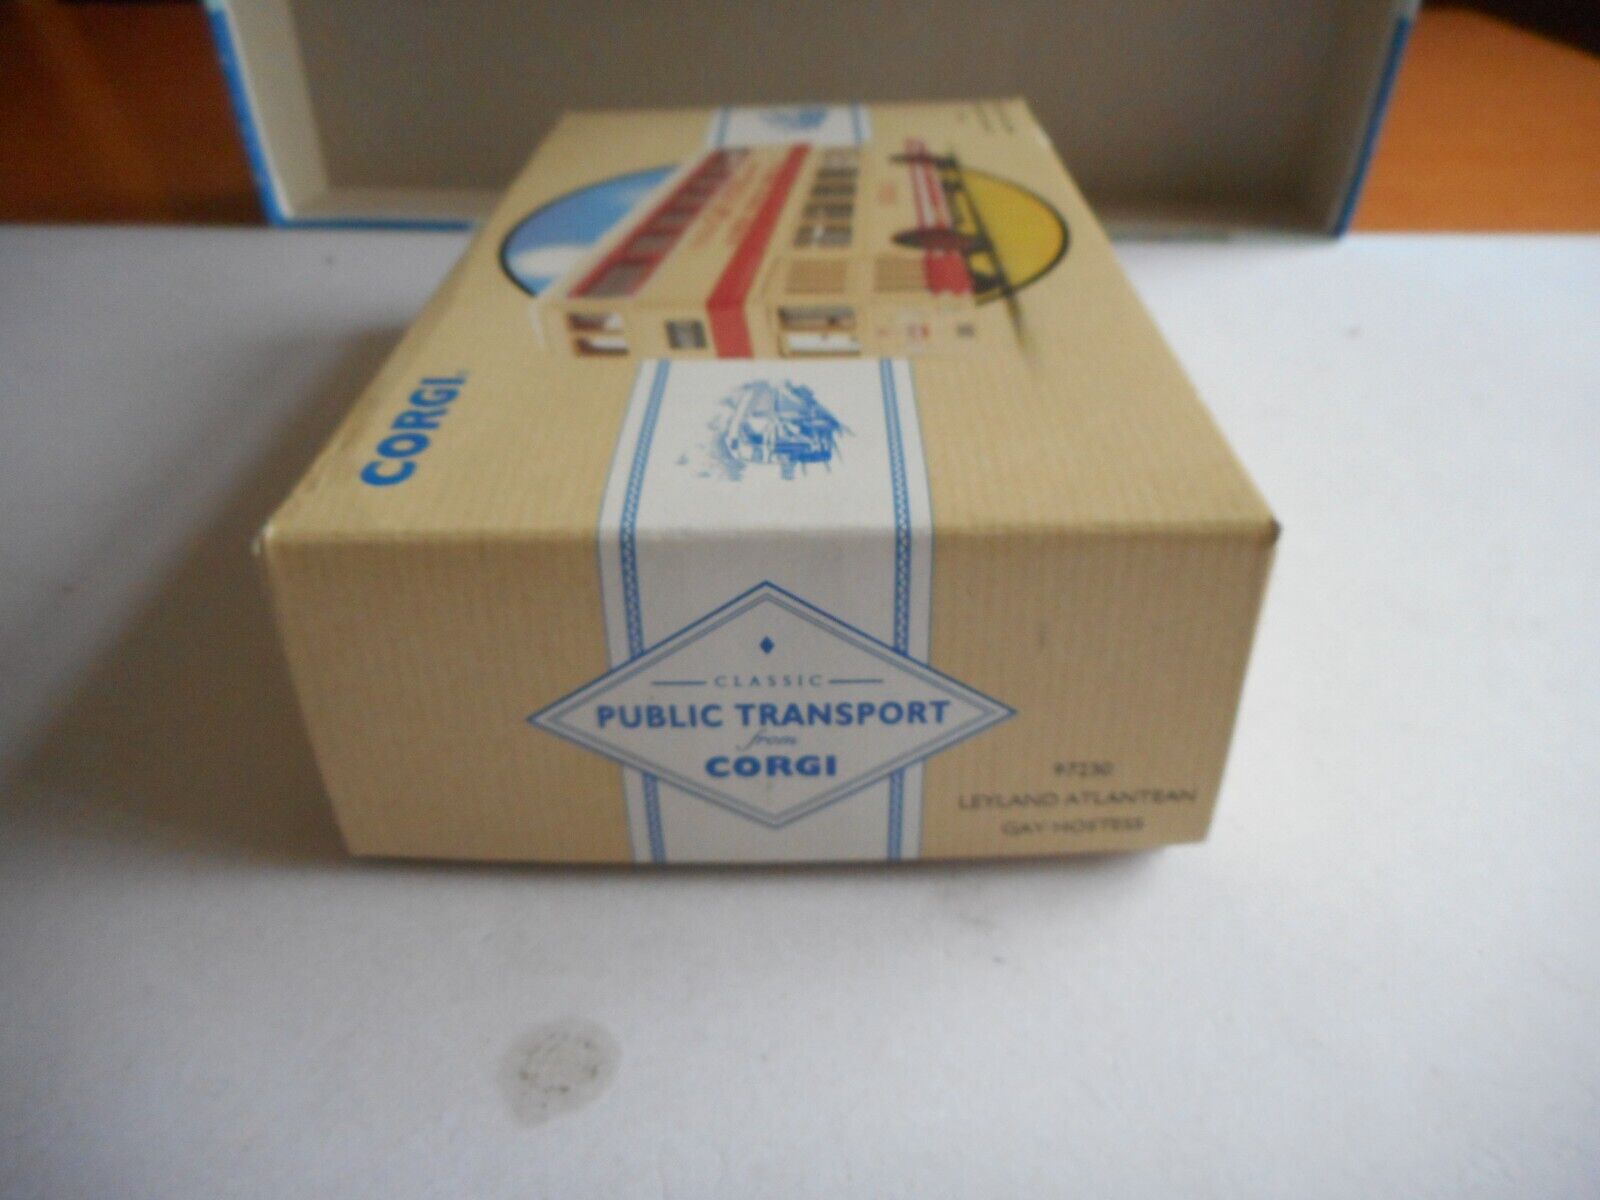 CORGI
CLASSIC
PUBLIC TRANSPORT
from
CORGI
97230
LEYLAND ATLANTEAN
GAY HOSTESS